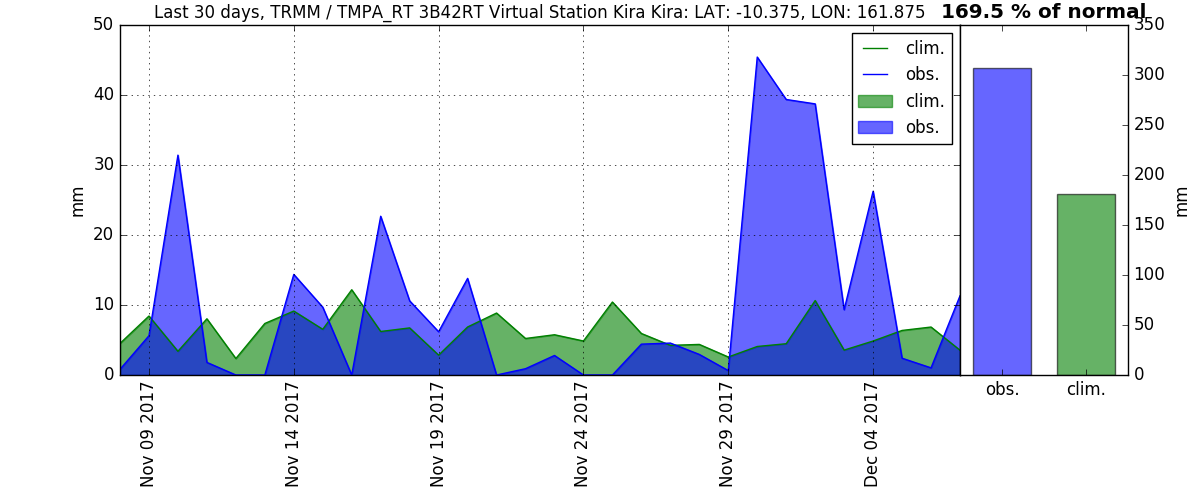 Last 30 days, TRMM / TMPA_RT 3B42RT Virtual Station Kira Kira: LAT: -10.375, LON: 161.875
169.5 % of normal
50
40
30
20
10
0
mm
clim.
obs.
clim.
obs.
Nov 09 2017
Nov 14 2017
Nov 19 2017
Nov 24 2017
Nov 29 2017
Dec 04 2017
350
300
250
200
150
100
50
0
mm
obs.
clim.